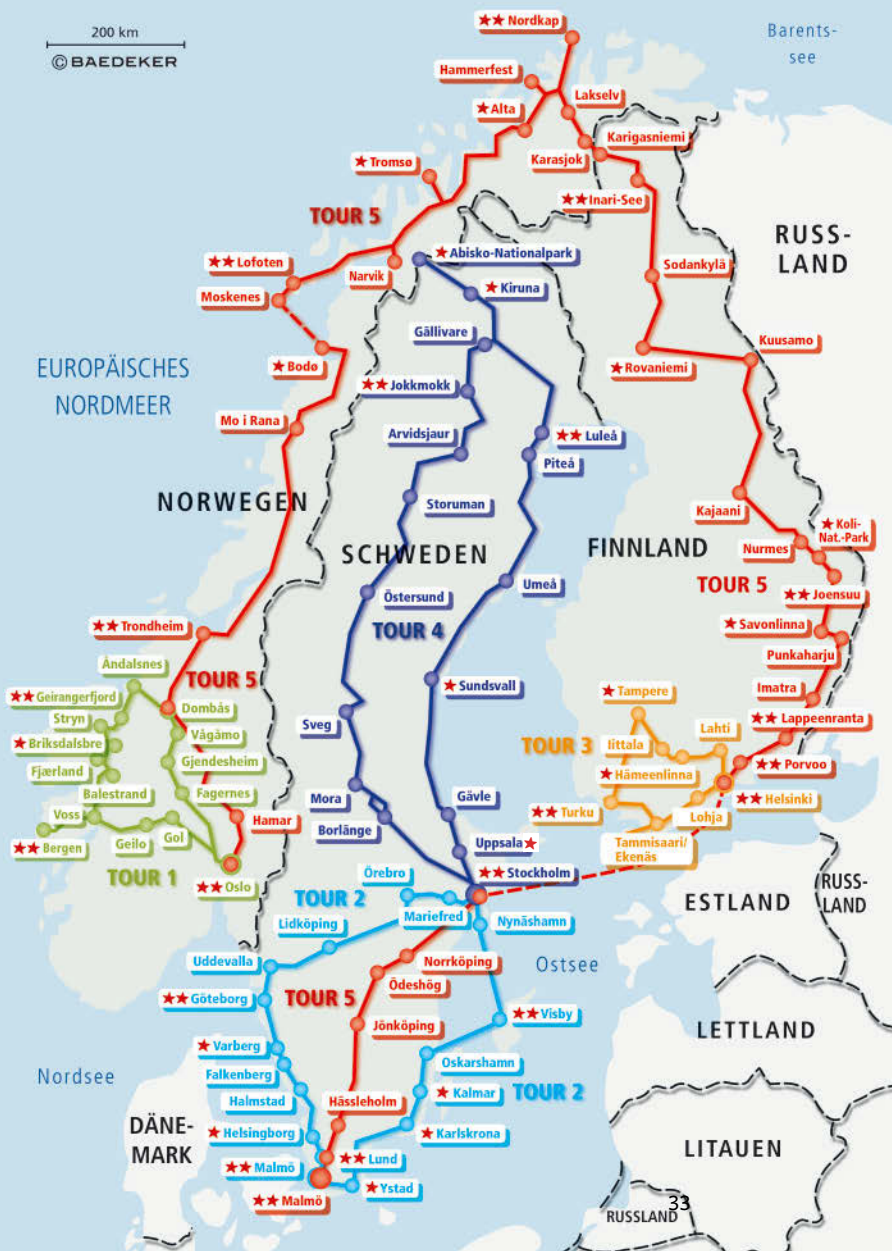 200 km
© BAEDEKER
★★ Nordkap
Barents-
see
Hammerfest
★ Alta
Lakselv
Karigasniemi
Karasjok
★ Tromsø
★★ Inari-See
TOUR 5
RUSS-
LAND
★ Abisko-Nationalpark
★★ Lofoten
Narvik
Sodankylä
★ Kiruna
Moskenes
Gällivare
Kuusamo
EUROPÄISCHES
NORDMEER
★ Bodø
★ Rovaniemi
★★ Jokkmokk
Mo i Rana
Arvidsjaur
★★ Luleå
Piteå
NORWEGEN
Storuman
Kajaani
★ Koli-
Nat.-Park
SCHWEDEN
FINNLAND
Nurmes
TOUR 5
Umeå
Östersund
★★ Joensuu
★★ Trondheim
TOUR 4
★ Savonlinna
Punkaharju
Åndalsnes
TOUR 5
★ Sundsvall
Imatra
★★ Geirangerfjord
Dombås
★ Tampere
Stryn
Sveg
★★ Lappeenranta
Vågåmo
Lahti
★ Briksdalsbre
TOUR 3
Iittala
Gjendesheim
★★ Porvoo
Fjærland
★ Hämeenlinna
Balestrand
Fagernes
Mora
Gävle
★★ Helsinki
Voss
Hamar
Borlänge
★★ Turku
Lohja
Geilo
Gol
Tammisaari/
Ekenäs
★★ Bergen
Uppsala ★
TOUR 1
★★ Oslo
★★ Stockholm
Örebro
TOUR 2
ESTLAND
RUSS-
LAND
Mariefred
Lidköping
Nynäshamn
Uddevalla
Norrköping
Ostsee
Ödeshög
★★ Göteborg
TOUR 5
★★ Visby
Jönköping
LETTLAND
★ Varberg
Oskarshamn
Falkenberg
Nordsee
★ Kalmar
TOUR 2
Halmstad
Hässleholm
DÄNE-
MARK
★ Helsingborg
★ Karlskrona
LITAUEN
★★ Lund
★★ Malmö
★ Ystad
★★ Malmö
33
RUSSLAND